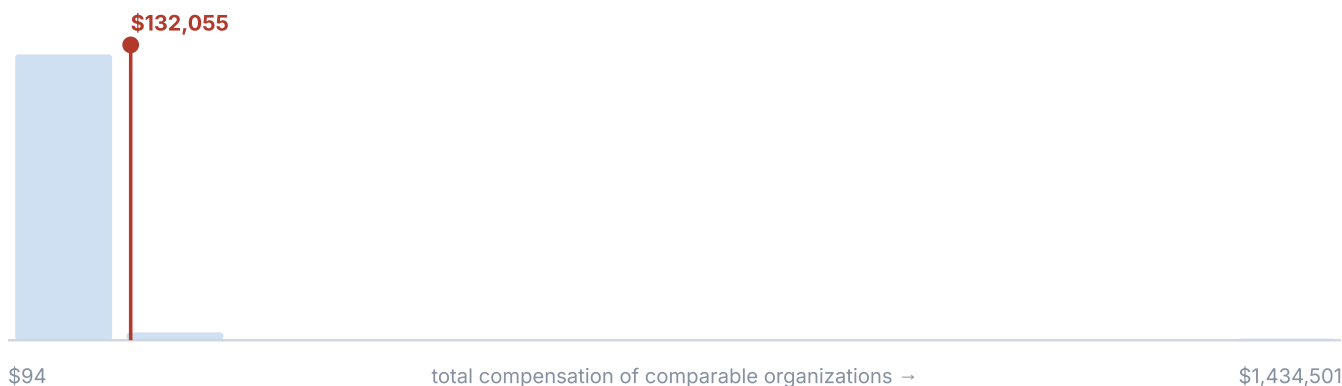 $132,055
$94 total compensation of comparable organizations → $1,434,501